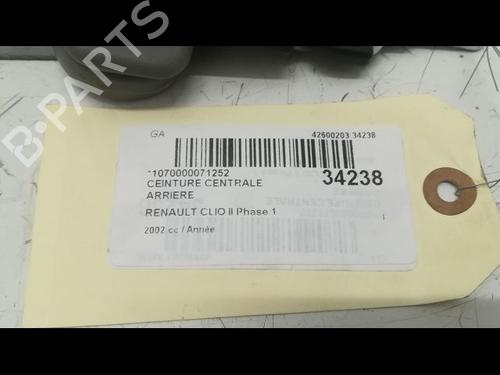 B-PARTS
GA 42600203 34238
*1070000071252 34238
CEINTURE CENTRALE
ARRIERE
RENAULT CLIO II Phase 1
2002 cc / Année